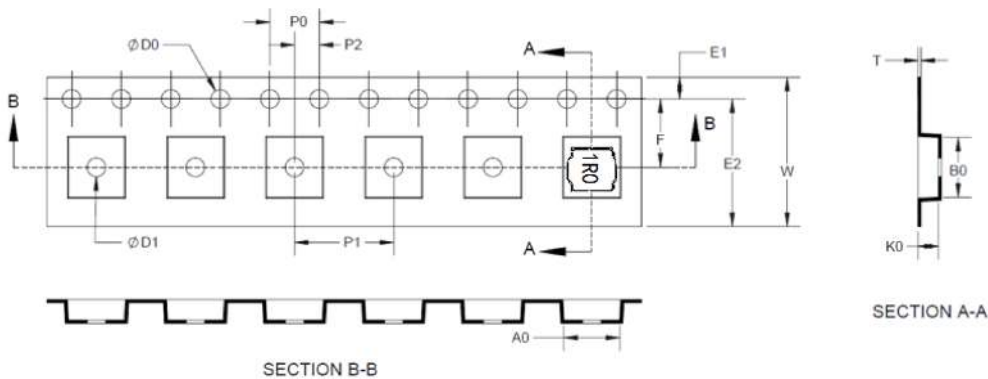 P0
ØD0
P2
A
E1
T
B
B
F
E2
W
1R0
B0
ØD1
P1
A
K0
A0
SECTION A-A
SECTION B-B